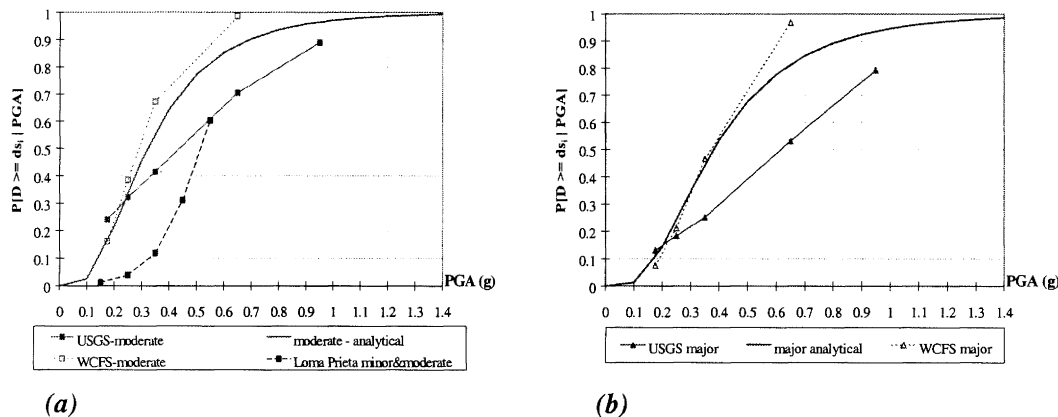 P[D >= ds_i | PGA]
1
0.9
0.8
0.7
0.6
0.5
0.4
0.3
0.2
0.1
0
0 0.1 0.2 0.3 0.4 0.5 0.6 0.7 0.8 0.9 1.0 1.1 1.2 1.3 1.4
PGA (g)
USGS-moderate
moderate - analytical
WCFS-moderate
Loma Prieta minor&moderate
(a)
P[D >= ds_i | PGA]
1
0.9
0.8
0.7
0.6
0.5
0.4
0.3
0.2
0.1
0
0 0.1 0.2 0.3 0.4 0.5 0.6 0.7 0.8 0.9 1.0 1.1 1.2 1.3 1.4
PGA (g)
USGS major
major analytical
WCFS major
(b)